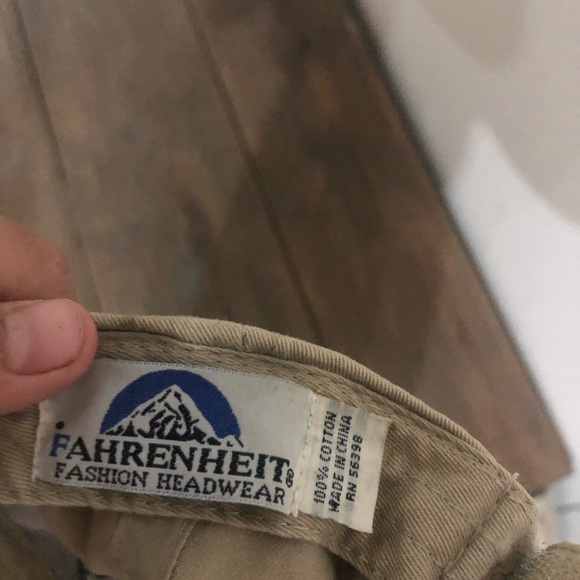 FAHRENHEIT
FASHION HEADWEAR
100% COTTON
MADE IN CHINA
RN 56398